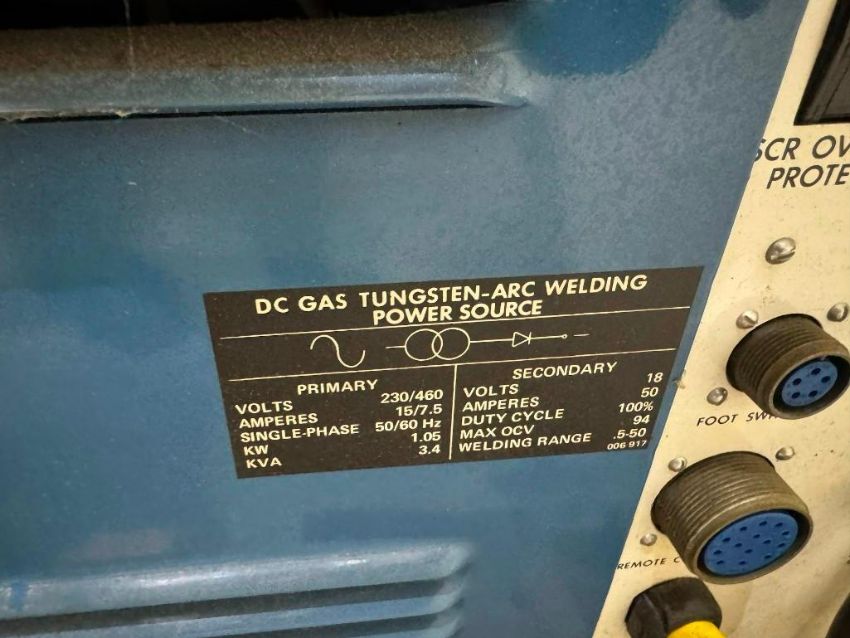 SCR OV
PROTE
DC GAS TUNGSTEN-ARC WELDING
POWER SOURCE
PRIMARY
VOLTS 230/460
AMPERES 15/7.5
SINGLE-PHASE 50/60 Hz
KW 1.05
KVA 3.4
SECONDARY
VOLTS 18
AMPERES 50
DUTY CYCLE 100%
MAX OCV 94
WELDING RANGE .5-50
006 917
FOOT SW
REMOTE C